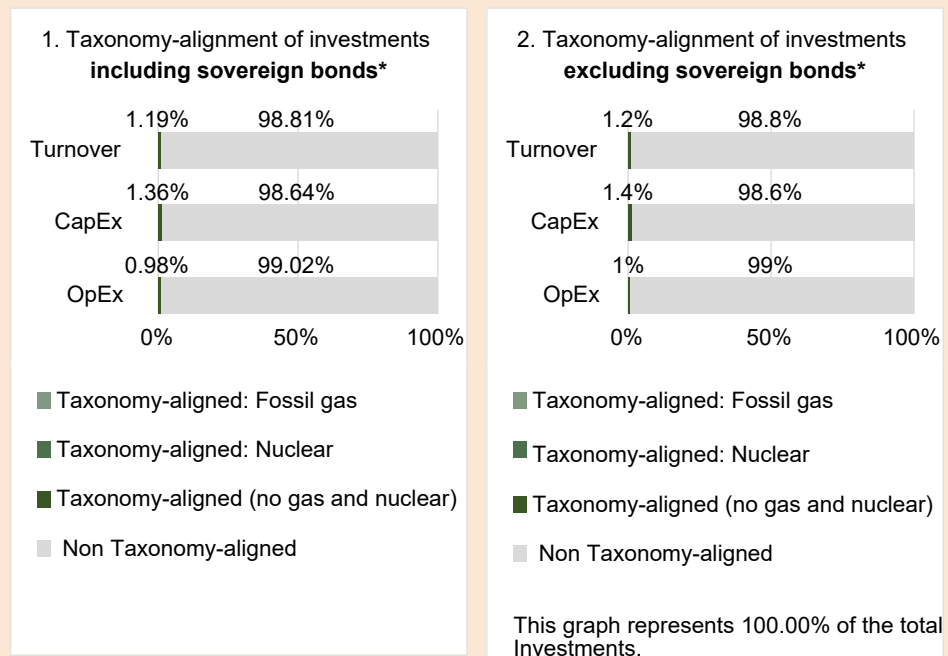 1. Taxonomy-alignment of investments
including sovereign bonds*
1.19% 98.81%
Turnover
1.36% 98.64%
CapEx
0.98% 99.02%
OpEx
0% 50% 100%
Taxonomy-aligned: Fossil gas
Taxonomy-aligned: Nuclear
Taxonomy-aligned (no gas and nuclear)
Non Taxonomy-aligned
2. Taxonomy-alignment of investments
excluding sovereign bonds*
1.2% 98.8%
Turnover
1.4% 98.6%
CapEx
1% 99%
OpEx
0% 50% 100%
Taxonomy-aligned: Fossil gas
Taxonomy-aligned: Nuclear
Taxonomy-aligned (no gas and nuclear)
Non Taxonomy-aligned
This graph represents 100.00% of the total
Investments.